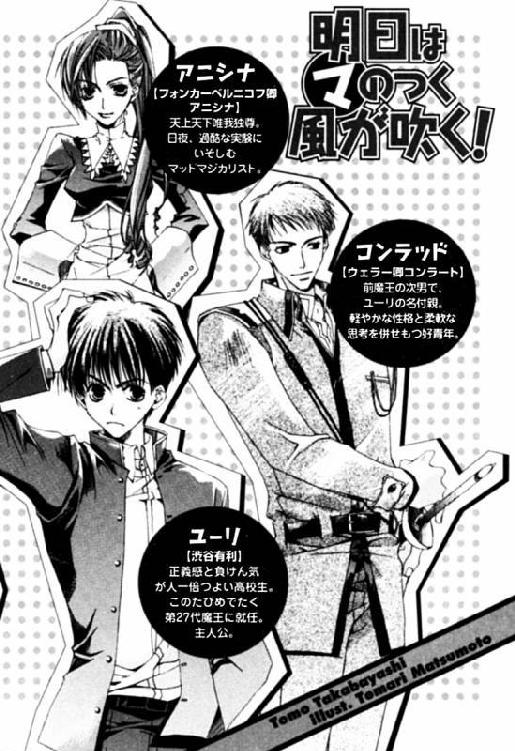 明日は
マのつく
風が吹く!
アニシナ
【フォンカーベルニコフ卿
アニシナ】
天上天下唯我独尊。
日夜、過酷な実験に
いそしむ
マッドマジカリスト。
コンラッド
【ウェラー卿コンラート】
前魔王の次男で、
ユーリの名付親。
軽やかな性格と柔軟な
思考を併せもつ好青年。
ユーリ
【渋谷有利】
正義感と負けん気
が人一倍つよい高校生。
このたびめでたく
第27代魔王に就任。
主人公。
Tomo Takabayashi
Illust. Temari Matsumoto